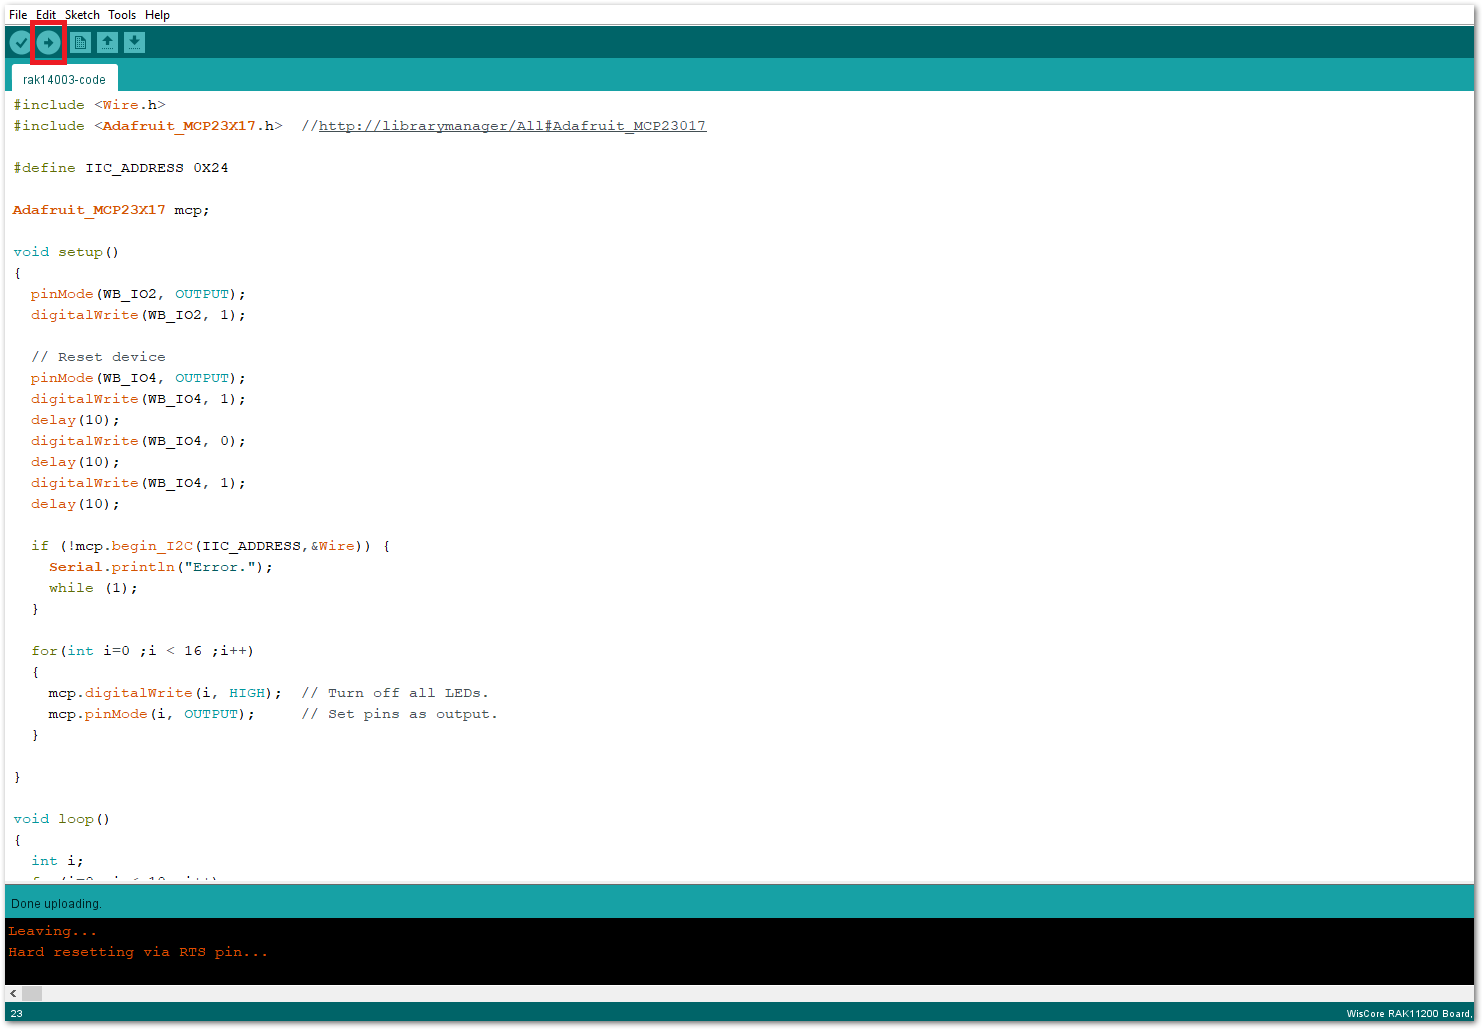 File Edit Sketch Tools Help
rak14003-code
#include <Wire.h>
#include <Adafruit_MCP23X17.h>  //http://librarymanager/All#Adafruit_MCP23017
#define IIC_ADDRESS 0X24
Adafruit_MCP23X17 mcp;
void setup()
{
  pinMode(WB_IO2, OUTPUT);
  digitalWrite(WB_IO2, 1);
  // Reset device
  pinMode(WB_IO4, OUTPUT);
  digitalWrite(WB_IO4, 1);
  delay(10);
  digitalWrite(WB_IO4, 0);
  delay(10);
  digitalWrite(WB_IO4, 1);
  delay(10);
  if (!mcp.begin_I2C(IIC_ADDRESS,&Wire)) {
    Serial.println("Error.");
    while (1);
  }
  for(int i=0 ;i < 16 ;i++)
  {
    mcp.digitalWrite(i, HIGH);  // Turn off all LEDs.
    mcp.pinMode(i, OUTPUT);     // Set pins as output.
  }
}
void loop()
{
  int i;
Done uploading.
Leaving...
Hard resetting via RTS pin...
23
WisCore RAK11200 Board,